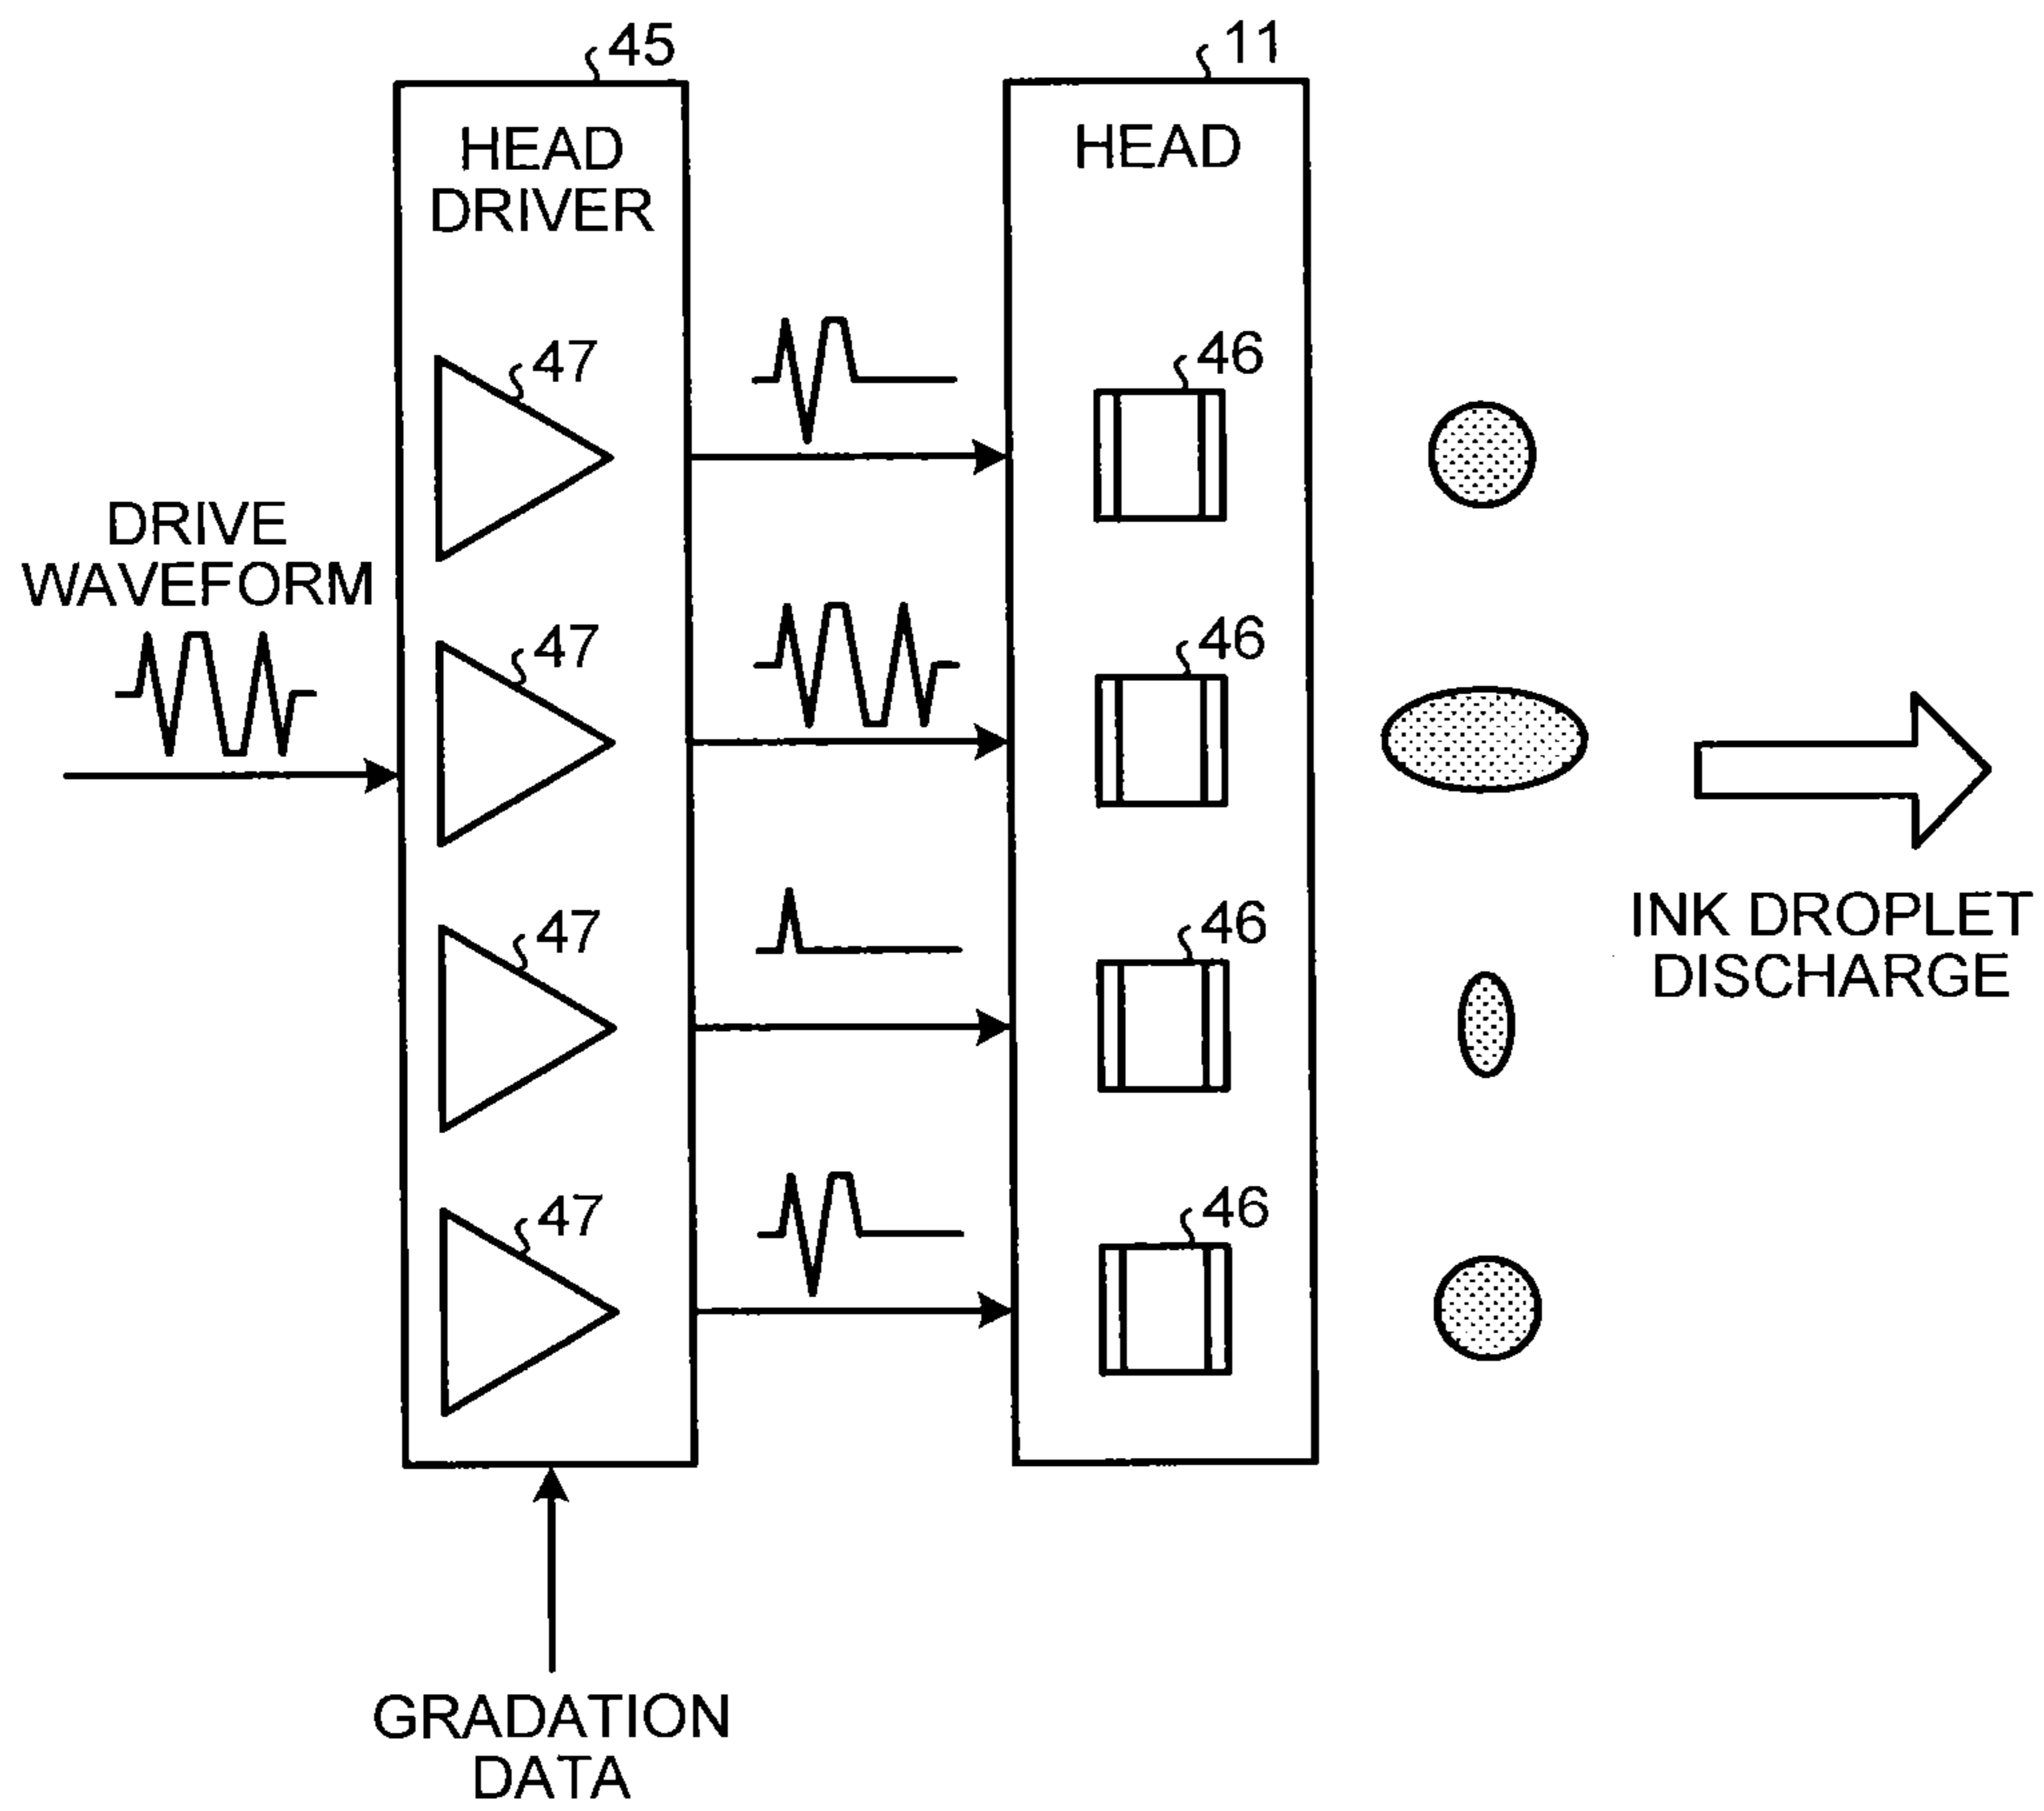 45
11
HEAD
DRIVER
HEAD
47
46
DRIVE
WAVEFORM
47
46
47
46
INK DROPLET
DISCHARGE
47
46
GRADATION
DATA